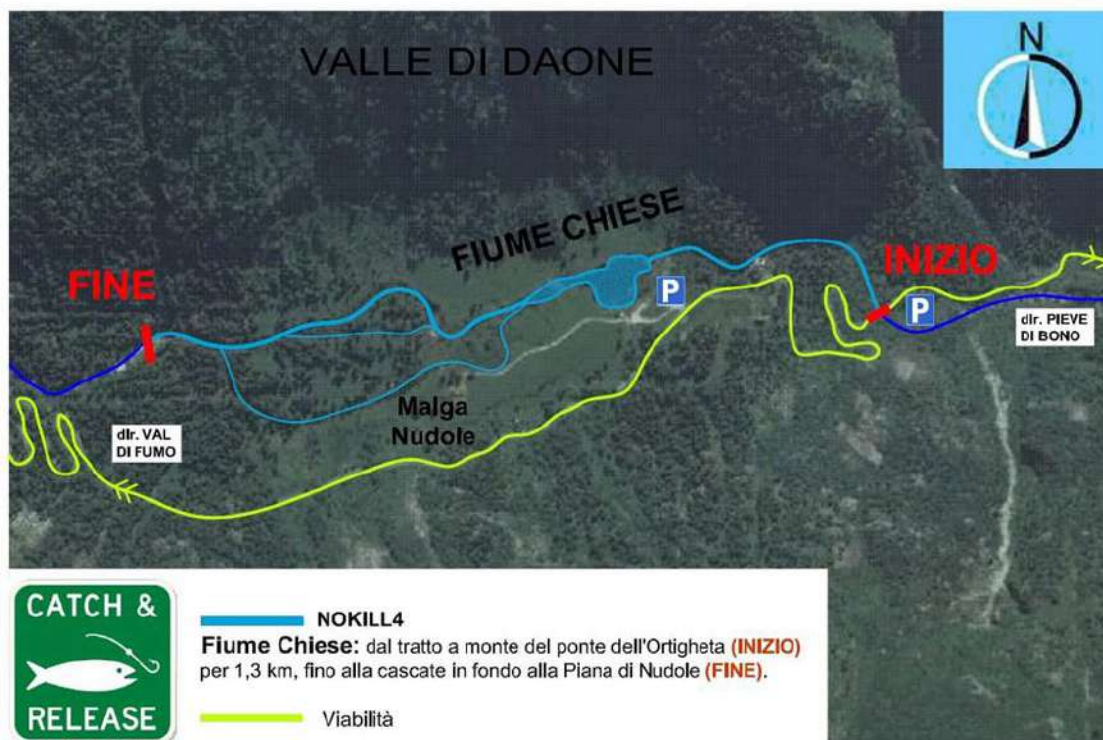 VALLE DI DAONE
N
FIUME CHIESE
FINE
INIZIO
P
P
dir. PIEVE
DI BONO
Malga
Nudole
dir. VAL
DI FUMO
CATCH &
RELEASE
NOKILL4
Fiume Chiese: dal tratto a monte del ponte dell'Ortigheta (INIZIO)
per 1,3 km, fino alla cascate in fondo alla Piana di Nudole (FINE).
Viabilità